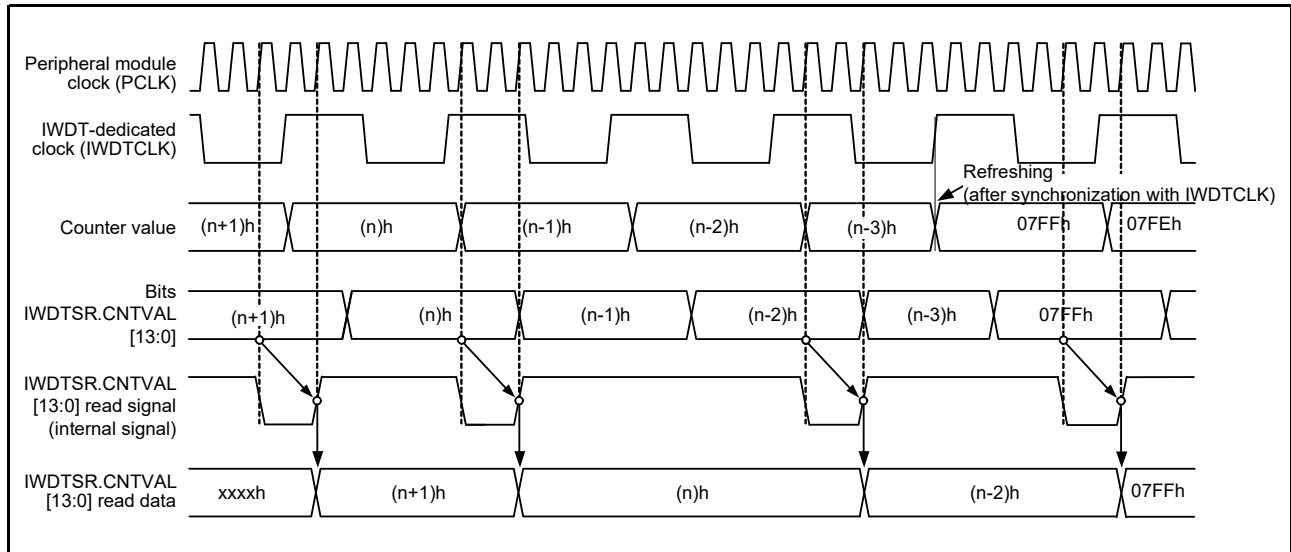 Peripheral module
clock (PCLK)
IWDT-dedicated
clock (IWDTCLK)
Refreshing
(after synchronization with IWDTCLK)
Counter value
(n+1)h
(n)h
(n-1)h
(n-2)h
(n-3)h
07FFh
07FEh
Bits
IWDTSR.CNTVAL
[13:0]
(n+1)h
(n)h
(n-1)h
(n-2)h
(n-3)h
07FFh
IWDTSR.CNTVAL
[13:0] read signal
(internal signal)
IWDTSR.CNTVAL
[13:0] read data
xxxxh
(n+1)h
(n)h
(n-2)h
07FFh